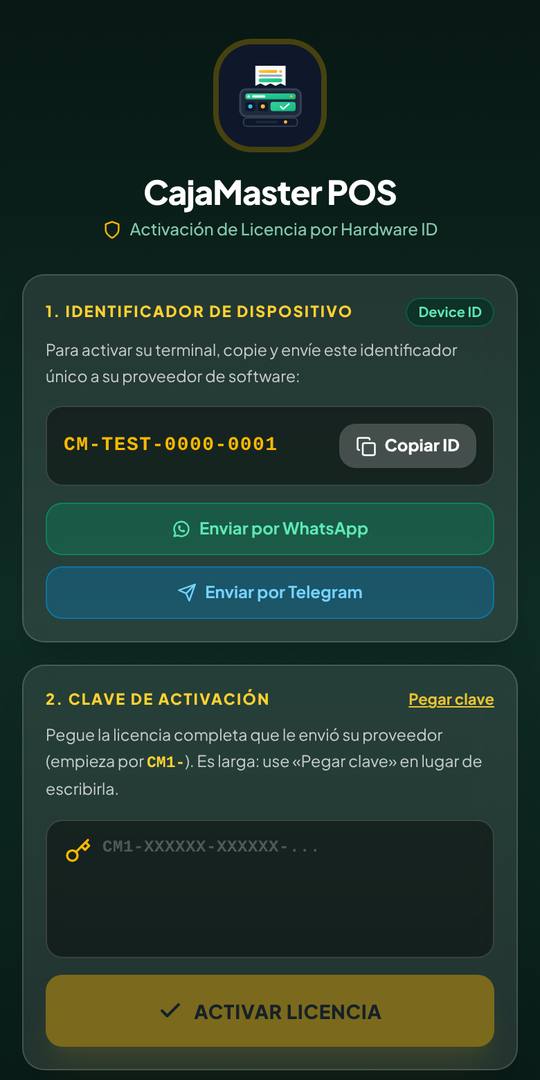 CajaMaster POS
Activación de Licencia por Hardware ID
1. IDENTIFICADOR DE DISPOSITIVO
Device ID
Para activar su terminal, copie y envíe este identificador
único a su proveedor de software:
CM-TEST-0000-0001
Copiar ID
Enviar por WhatsApp
Enviar por Telegram
2. CLAVE DE ACTIVACIÓN
Pegar clave
Pegue la licencia completa que le envió su proveedor
(empieza por CM1-). Es larga: use «Pegar clave» en lugar de
escribirla.
CM1-XXXXXX-XXXXXX-...
ACTIVAR LICENCIA